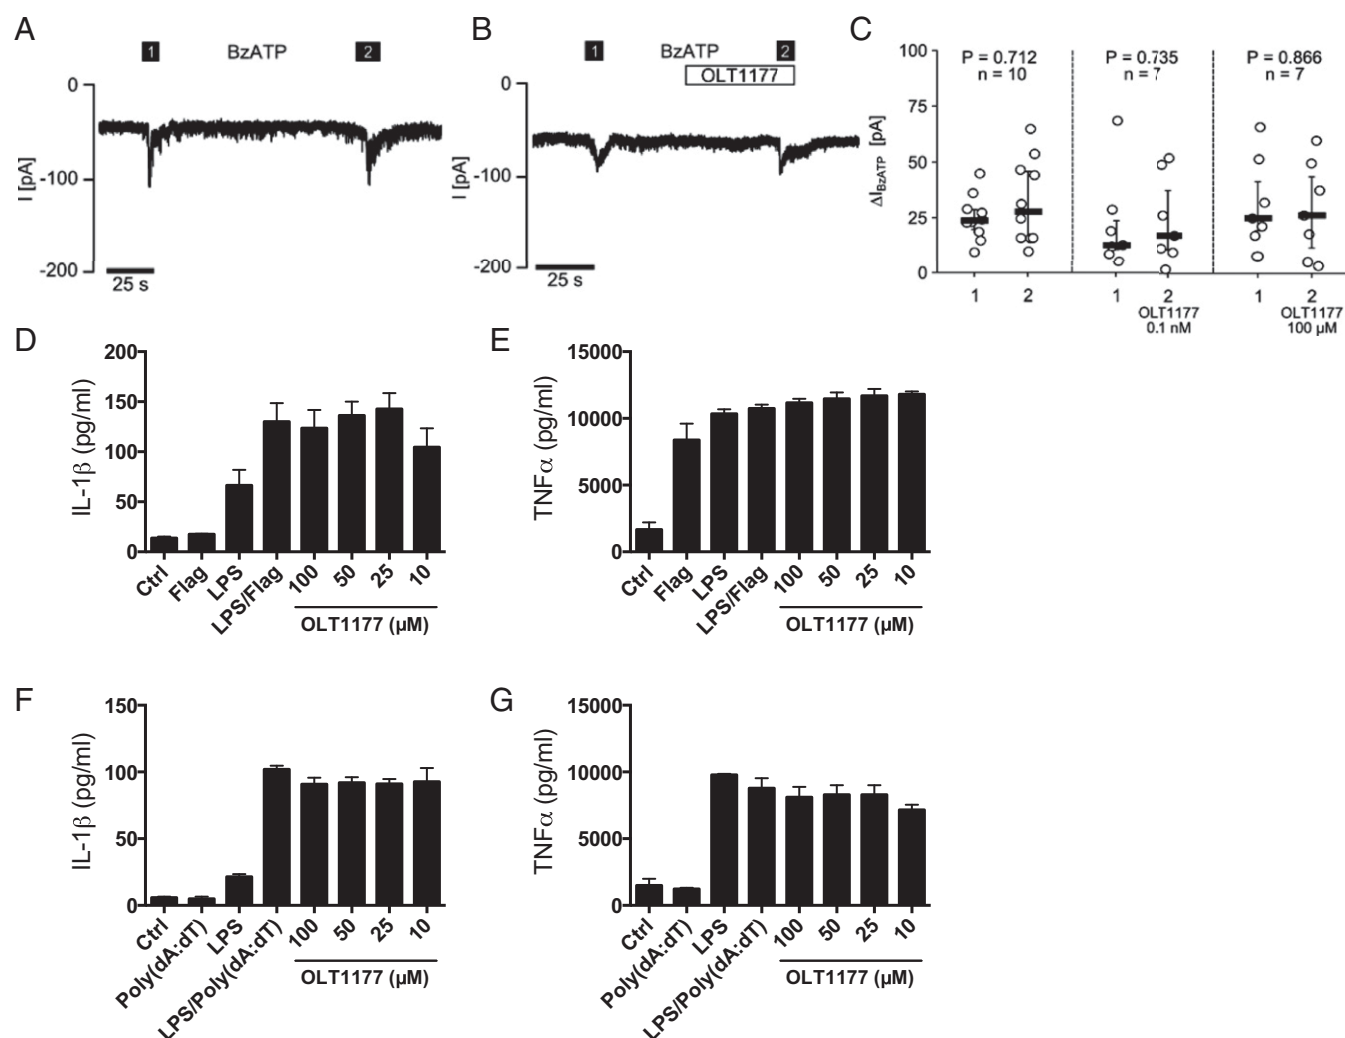 A
1 BzATP 2
0
-100
-200
I [pA]
25 s
B
1 BzATP 2
OLT1177
0
-100
-200
I [pA]
25 s
C
100
75
50
25
0
ΔI BzATP [pA]
P = 0.712
n = 10
P = 0.735
n = 7
P = 0.866
n = 7
1 2 1 2 1 2
OLT1177
0.1 nM
OLT1177
100 µM
D
200
150
100
50
0
IL-1β (pg/ml)
Ctrl
Flag
LPS
LPS/Flag
100
50
25
10
OLT1177 (µM)
E
15000
10000
5000
0
TNFα (pg/ml)
Ctrl
Flag
LPS
LPS/Flag
100
50
25
10
OLT1177 (µM)
F
150
100
50
0
IL-1β (pg/ml)
Ctrl
Poly(dA:dT)
LPS
LPS/Poly(dA:dT)
100
50
25
10
OLT1177 (µM)
G
15000
10000
5000
0
TNFα (pg/ml)
Ctrl
Poly(dA:dT)
LPS
LPS/Poly(dA:dT)
100
50
25
10
OLT1177 (µM)